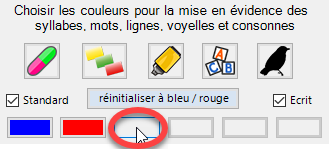 Choisir les couleurs pour la mise en évidence des
syllabes, mots, lignes, voyelles et consonnes
A B C
Standard réinitialiser à bleu / rouge Ecrit